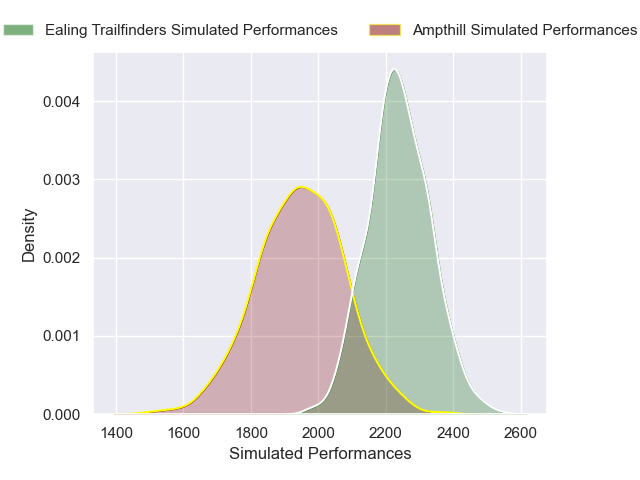 Ealing Trailfinders Simulated Performances
Ampthill Simulated Performances
0.004
0.003
0.002
0.001
0.000
Density
1400 1600 1800 2000 2200 2400 2600
Simulated Performances